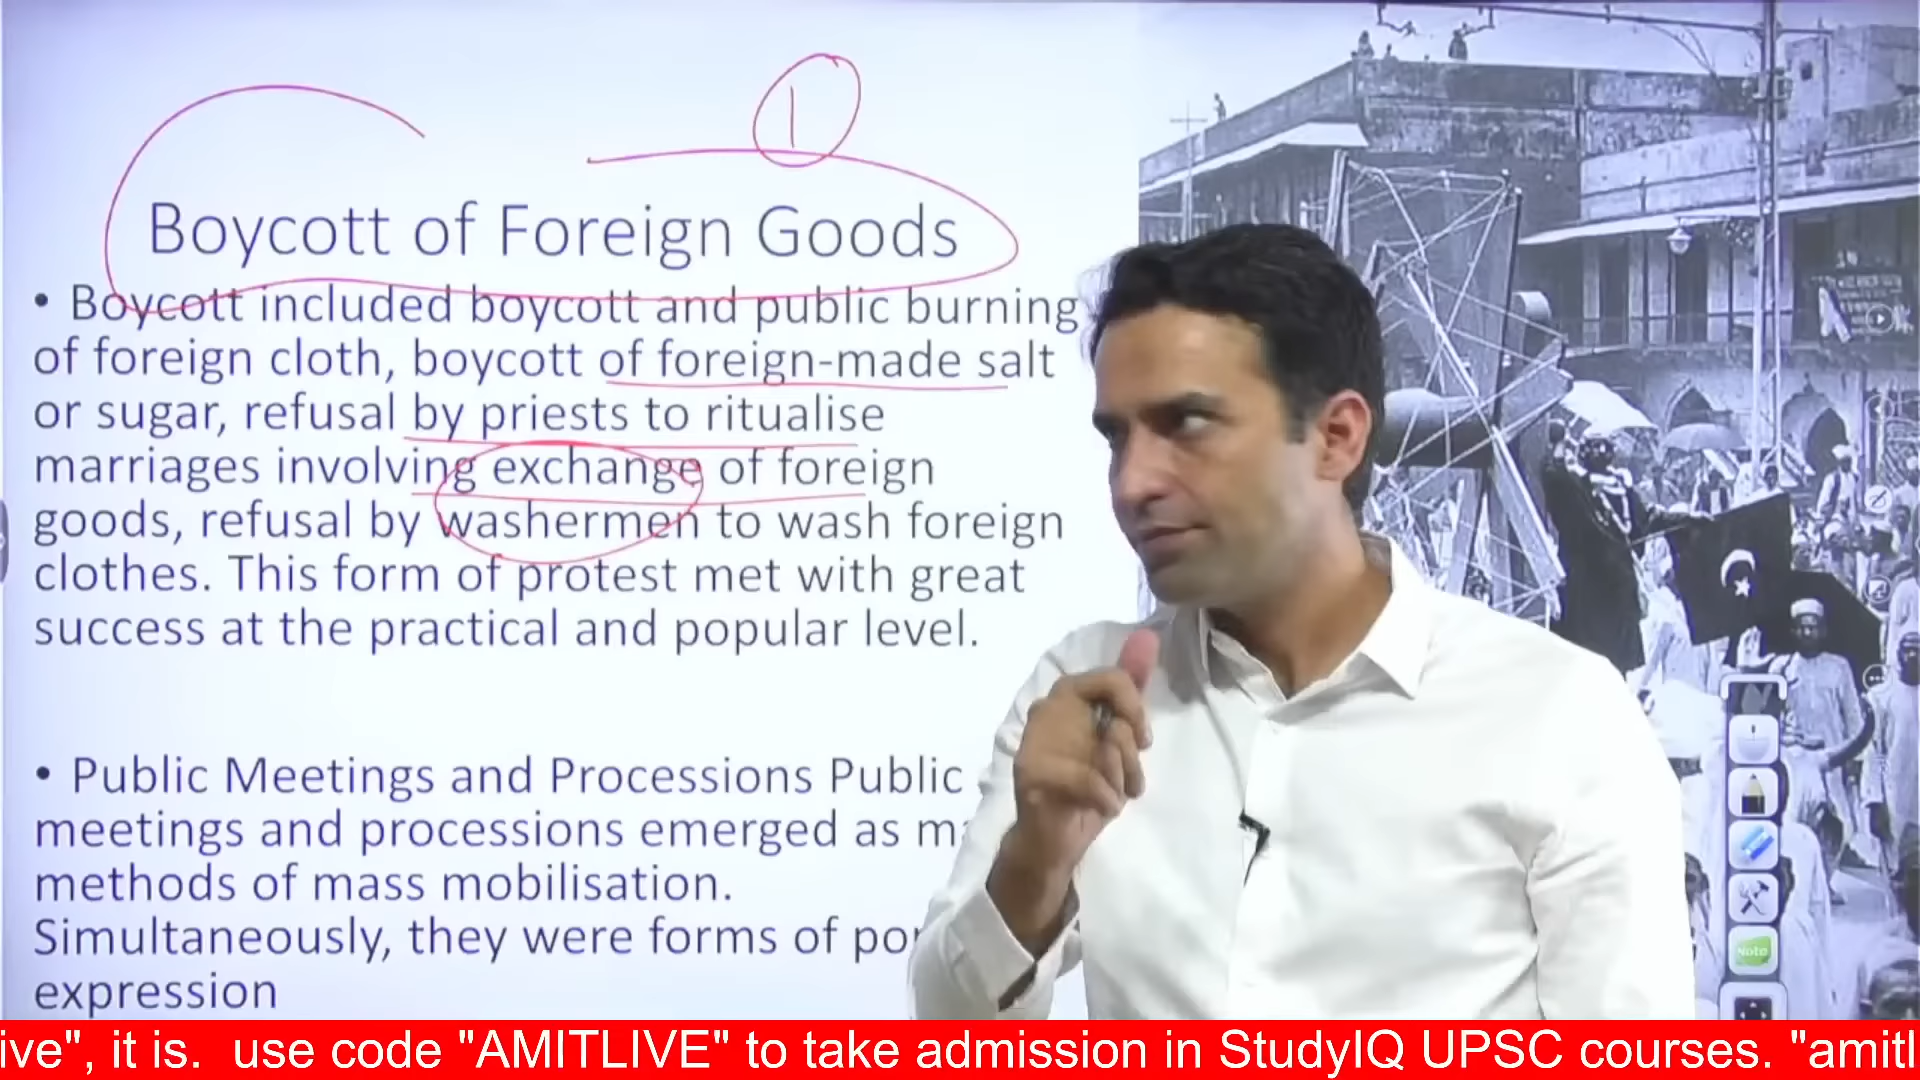 1
Boycott of Foreign Goods
• Boycott included boycott and public burning
of foreign cloth, boycott of foreign-made salt
or sugar, refusal by priests to ritualise
marriages involving exchange of foreign
goods, refusal by washermen to wash foreign
clothes. This form of protest met with great
success at the practical and popular level.
• Public Meetings and Processions Public
meetings and processions emerged as
methods of mass mobilisation.
Simultaneously, they were forms of
expression
Note
ive", it is. use code "AMITLIVE" to take admission in StudyIQ UPSC courses. "amitl